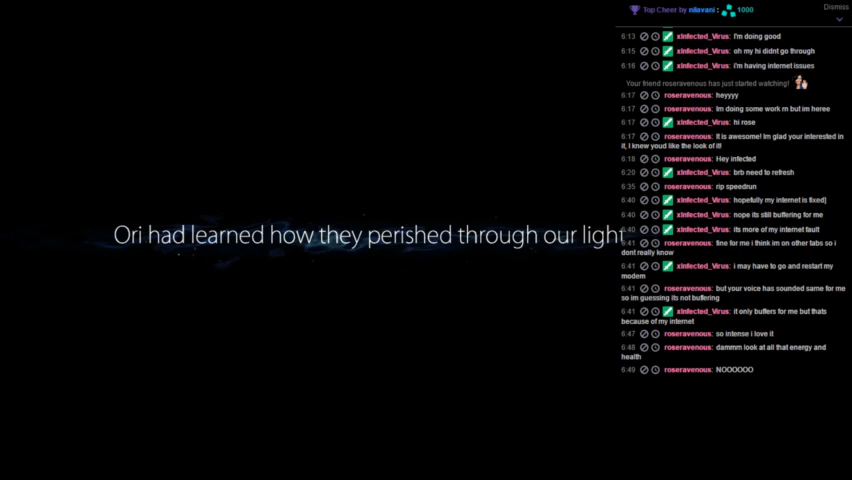 Top Cheer by nilavani : 1000
Dismiss
6:13 xInfected_Virus: I'm doing good
6:15 xInfected_Virus: oh my hi didnt go through
6:16 xInfected_Virus: i'm having internet issues
Your friend roseravenous has just started watching!
6:17 roseravenous: heyyyy
6:17 roseravenous: Im doing some work rn but im heree
6:17 xInfected_Virus: hi rose
6:17 roseravenous: It is awesome! Im glad your interested in
it, I knew youd like the look of it!
6:18 roseravenous: Hey infected
6:20 xInfected_Virus: brb need to refresh
6:35 roseravenous: rip speedrun
6:40 xInfected_Virus: hopefully my internet is fixed]
6:40 xInfected_Virus: nope its still buffering for me
6:40 xInfected_Virus: its more of my internet fault
Ori had learned how they perished through our light
6:41 roseravenous: fine for me i think im on other tabs so i
dont really know
6:41 xInfected_Virus: i may have to go and restart my
modem
6:41 roseravenous: but your voice has sounded same for me
so im guessing its not buffering
6:41 xInfected_Virus: it only buffers for me but thats
because of my internet
6:47 roseravenous: so intense i love it
6:48 roseravenous: dammm look at all that energy and
health
6:49 roseravenous: NOOOOOO